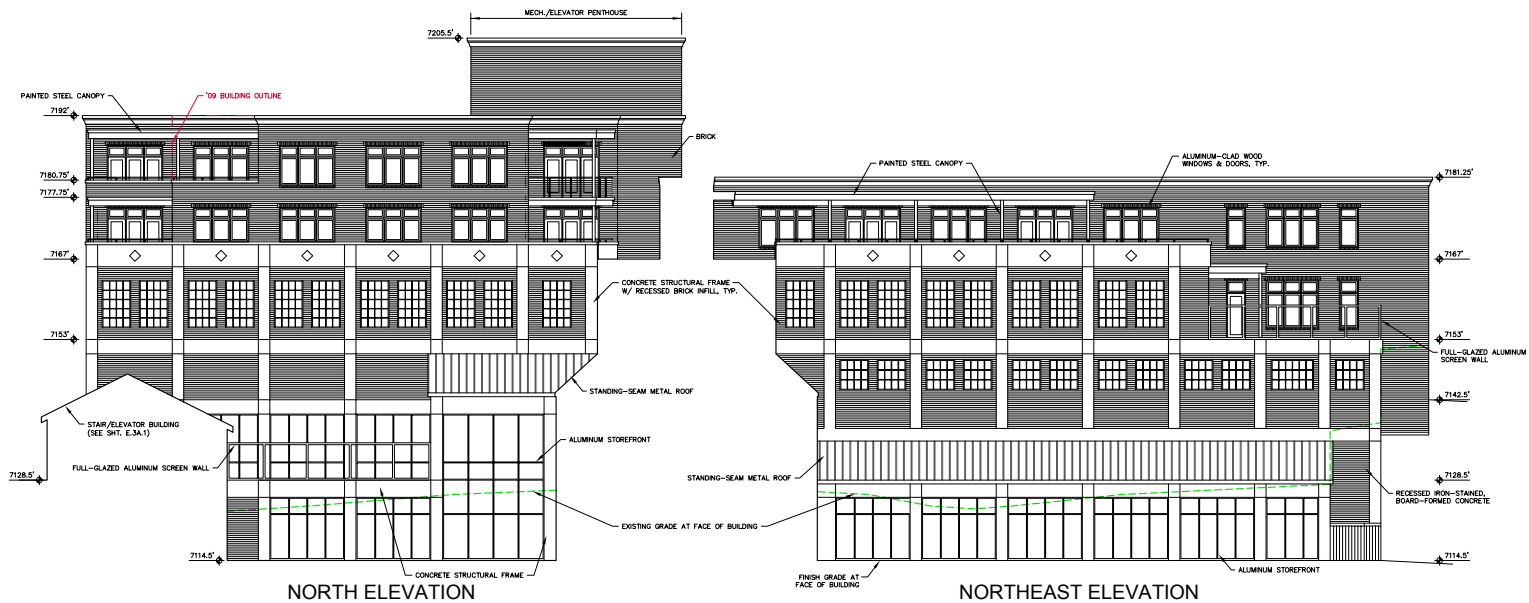 MECH./ELEVATOR PENTHOUSE
7205.5'
PAINTED STEEL CANOPY
'09 BUILDING OUTLINE
7192'
BRICK
7180.75'
7177.75'
7167'
CONCRETE STRUCTURAL FRAME
W/ RECESSED BRICK INFILL, TYP.
7153'
STANDING-SEAM METAL ROOF
STAIR/ELEVATOR BUILDING
(SEE SHT. E.3A.1)
ALUMINUM STOREFRONT
FULL-GLAZED ALUMINUM SCREEN WALL
7128.5'
EXISTING GRADE AT FACE OF BUILDING
7114.5'
CONCRETE STRUCTURAL FRAME
NORTH ELEVATION
PAINTED STEEL CANOPY
ALUMINUM-CLAD WOOD
WINDOWS & DOORS, TYP.
7181.25'
7167'
7153'
FULL-GLAZED ALUMINUM
SCREEN WALL
7142.5'
STANDING-SEAM METAL ROOF
7128.5'
RECESSED IRON-STAINED,
BOARD-FORMED CONCRETE
7114.5'
FINISH GRADE AT
FACE OF BUILDING
ALUMINUM STOREFRONT
NORTHEAST ELEVATION